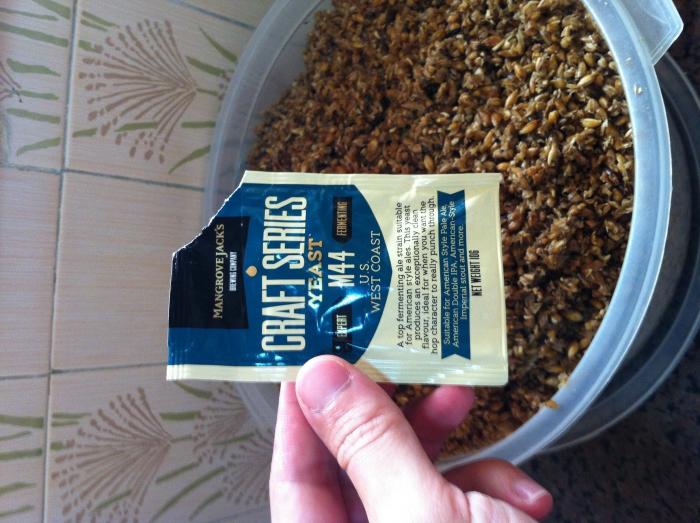 MANGROVE JACK'S
BREWING COMPANY
CRAFT SERIES
YEAST
EXPERT M44 FERMENTING
U.S.
WEST COAST
A top fermenting ale strain suitable
for American style ales. This yeast
produces an exceptionally clean
flavour, ideal for when you want the
hop character to really punch through.
Suitable for American Style Pale Ale,
American Double IPA, American-Style
Imperial stout and more.
NET WEIGHT 10G